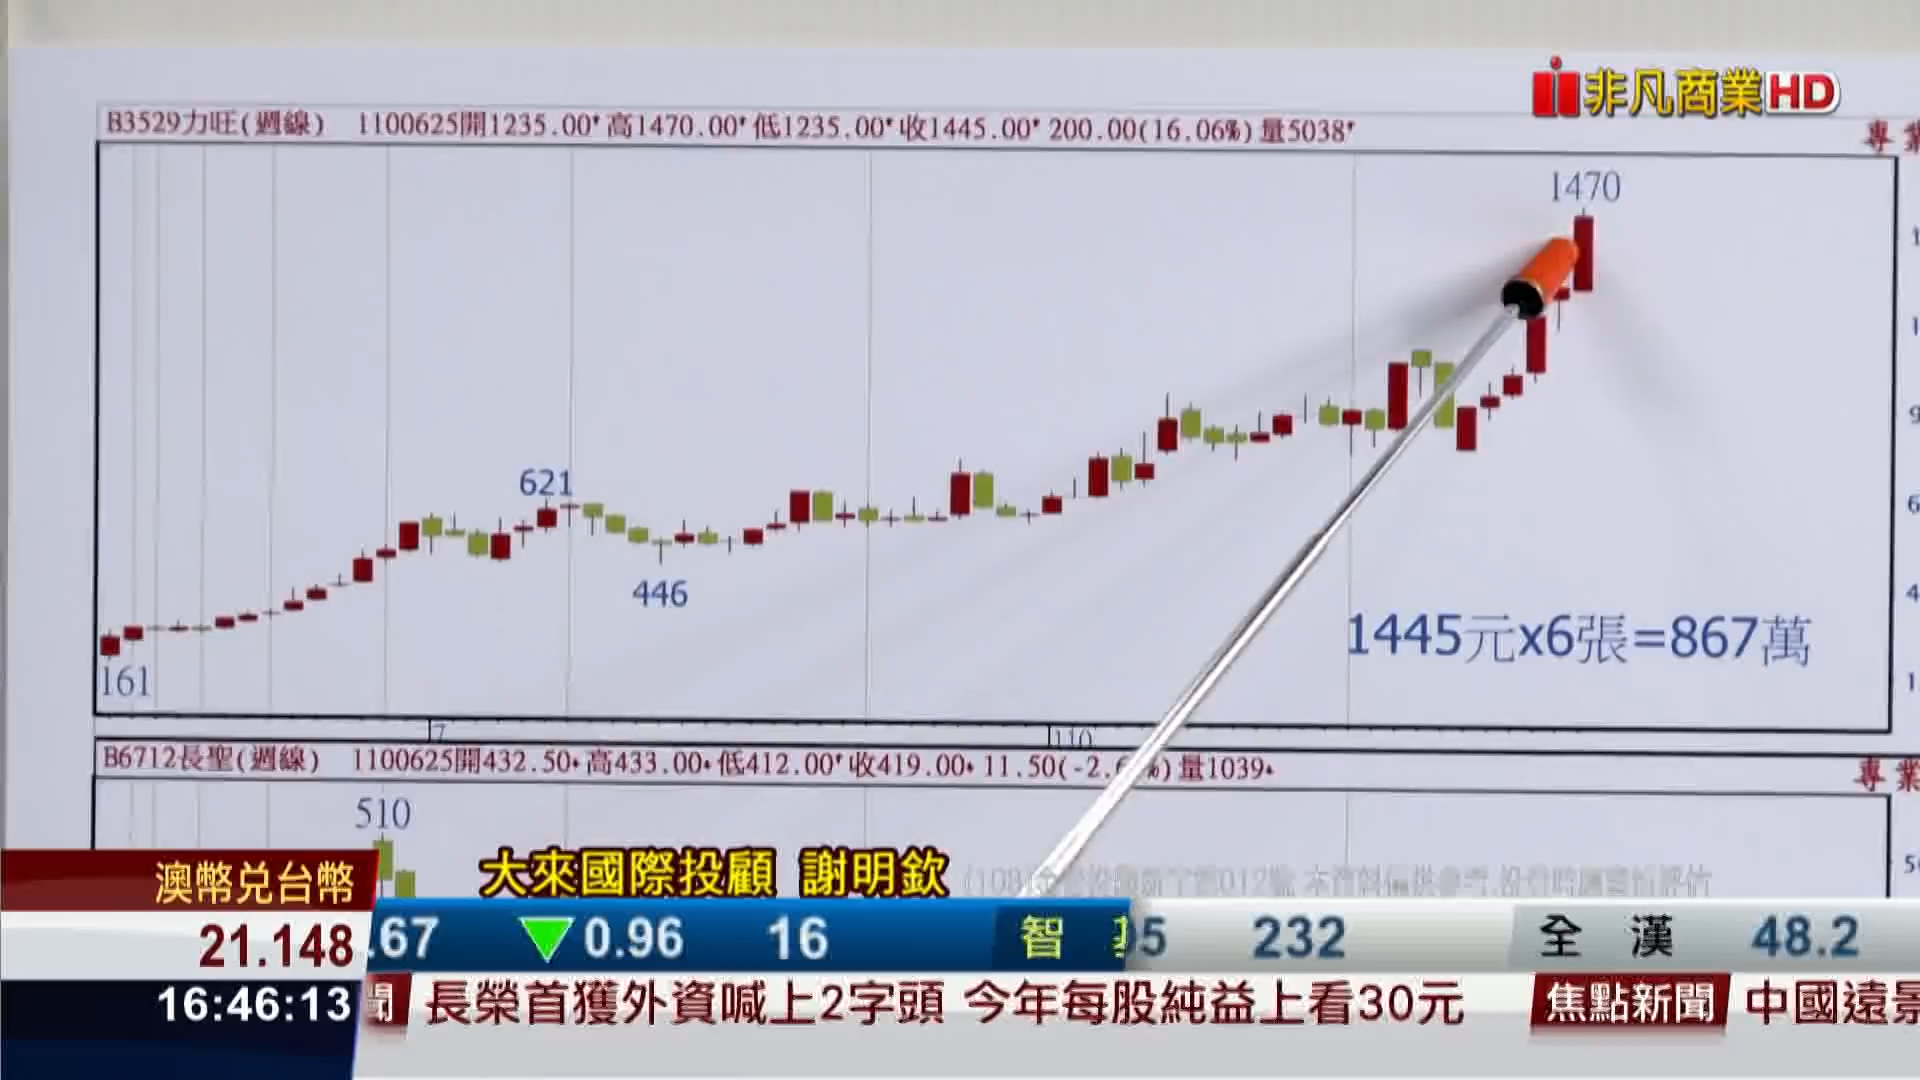 非凡商業HD
B3529力旺(週線) 1100625開1235.00 高1470.00 低1235.00 收1445.00 200.00(16.06%)量5038
專業
1470
621
446
1445元x6張=867萬
161
7
110
B6712長聖(週線) 1100625開432.50 高433.00 低412.00 收419.00 11.50(-2. %)量1039
專業
510
大來國際投顧 謝明欽
澳幣兌台幣
21.148
.67 ▼0.96 16 智 5 232 全漢 48.2
16:46:13
聞 長榮首獲外資喊上2字頭 今年每股純益上看30元 焦點新聞 中國遠景